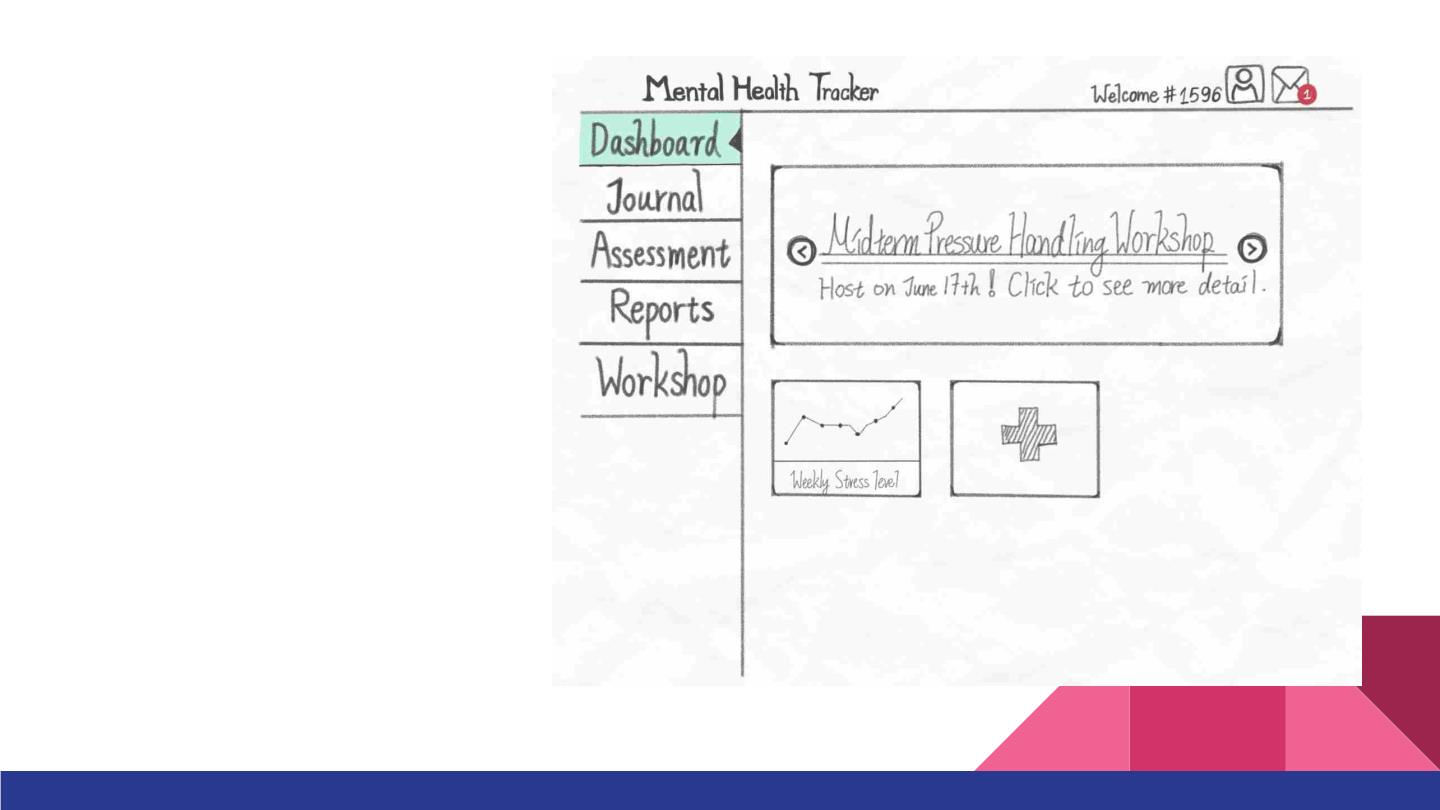 Mental Health Tracker
Welcome #1596
1
Dashboard
Journal
Assessment
Reports
Workshop
Midterm Pressure Handling Workshop
Host on June 17th! Click to see more detail.
Weekly Stress level